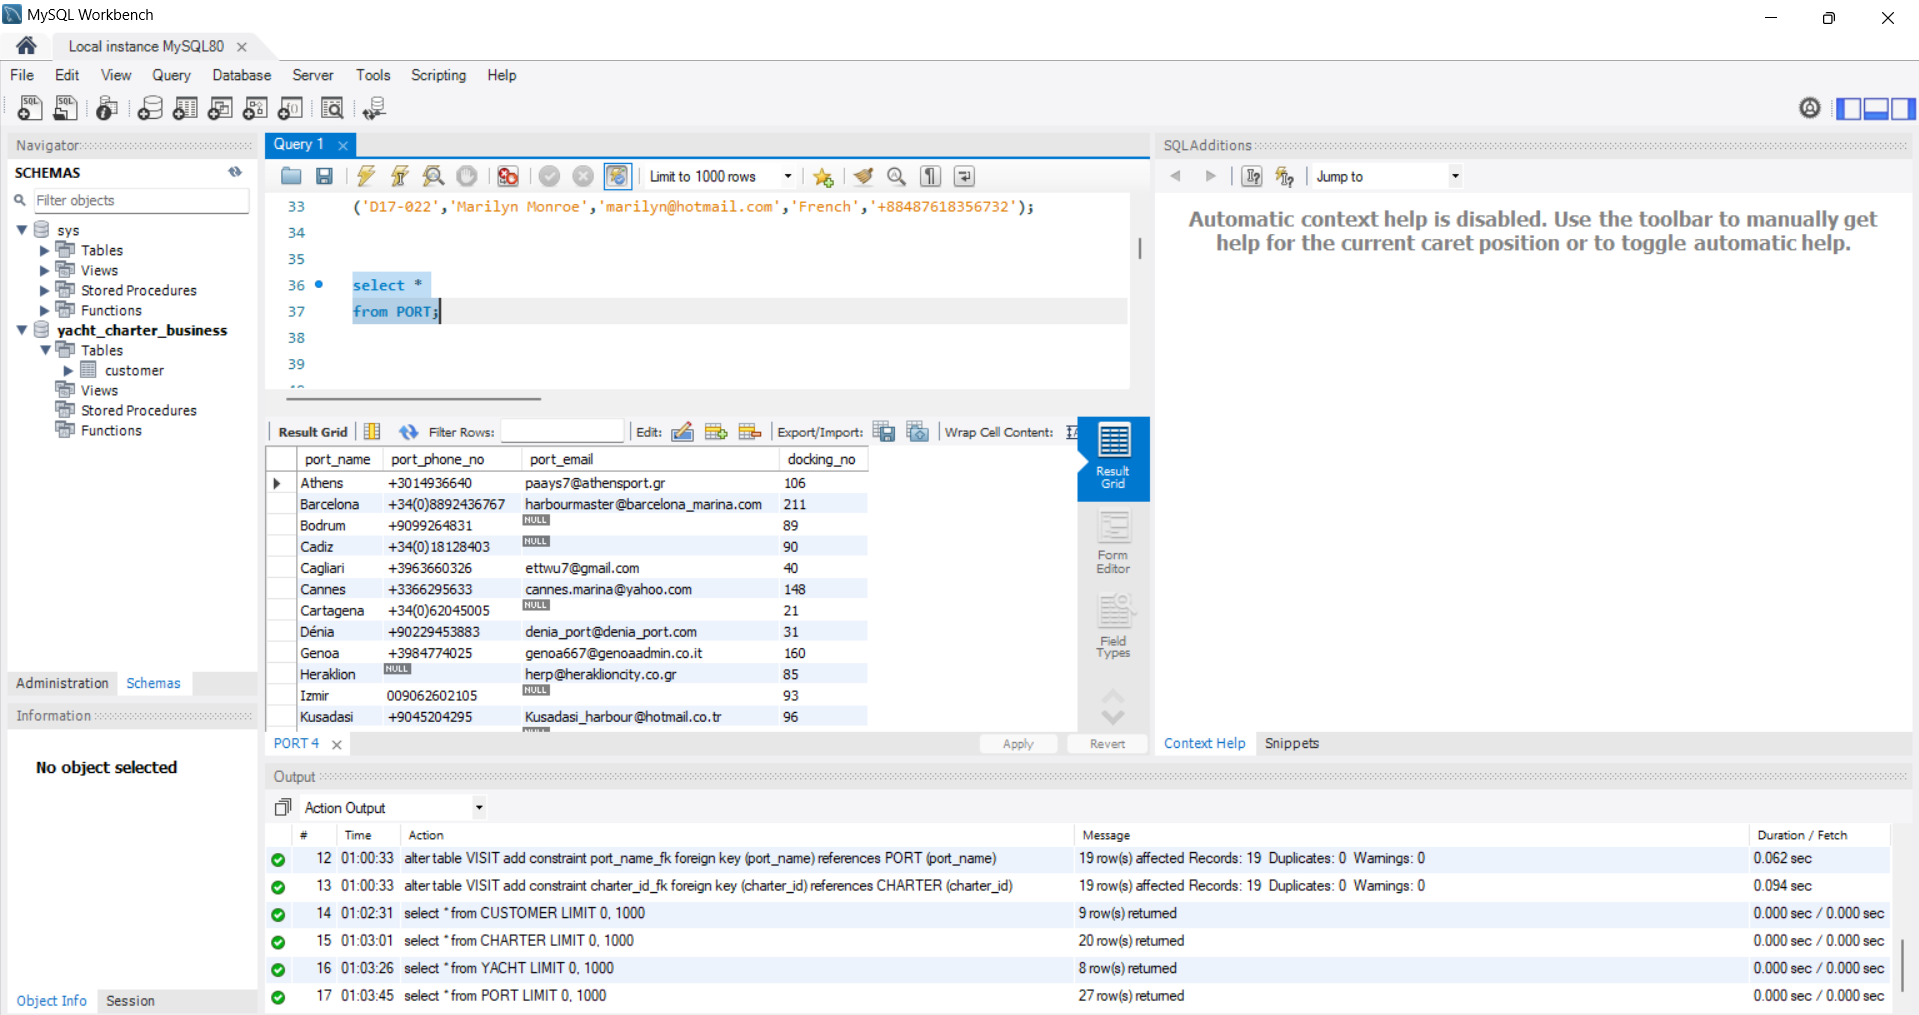 MySQL Workbench
Local instance MySQL80
File Edit View Query Database Server Tools Scripting Help
Navigator
SCHEMAS
Filter objects
sys
Tables
Views
Stored Procedures
Functions
yacht_charter_business
Tables
customer
Views
Stored Procedures
Functions
Administration Schemas
Information
No object selected
Object Info Session
Query 1
Limit to 1000 rows
33 ('D17-022','Marilyn Monroe','marilyn@hotmail.com','French','+88487618356732');
34
35
36 select *
37 from PORT;
38
39
Result Grid Filter Rows: Edit: Export/Import: Wrap Cell Content:
port_name port_phone_no port_email docking_no
Athens +3014936640 paays7@athensport.gr 106
Barcelona +34(0)8892436767 harbourmaster@barcelona_marina.com 211
Bodrum +9099264831 NULL 89
Cadiz +34(0)18128403 NULL 90
Cagliari +3963660326 ettwu7@gmail.com 40
Cannes +3366295633 cannes.marina@yahoo.com 148
Cartagena +34(0)62045005 NULL 21
Dénia +90229453883 denia_port@denia_port.com 31
Genoa +3984774025 genoa667@genoaadmin.co.it 160
Heraklion NULL herp@heraklioncity.co.gr 85
Izmir 009062602105 NULL 93
Kusadasi +9045204295 Kusadasi_harbour@hotmail.co.tr 96
Result
Grid
Form
Editor
Field
Types
PORT 4 Apply Revert
SQLAdditions
Jump to
Automatic context help is disabled. Use the toolbar to manually get
help for the current caret position or to toggle automatic help.
Context Help Snippets
Output
Action Output
# Time Action Message Duration / Fetch
12 01:00:33 alter table VISIT add constraint port_name_fk foreign key (port_name) references PORT (port_name) 19 row(s) affected Records: 19 Duplicates: 0 Warnings: 0 0.062 sec
13 01:00:33 alter table VISIT add constraint charter_id_fk foreign key (charter_id) references CHARTER (charter_id) 19 row(s) affected Records: 19 Duplicates: 0 Warnings: 0 0.094 sec
14 01:02:31 select * from CUSTOMER LIMIT 0, 1000 9 row(s) returned 0.000 sec / 0.000 sec
15 01:03:01 select * from CHARTER LIMIT 0, 1000 20 row(s) returned 0.000 sec / 0.000 sec
16 01:03:26 select * from YACHT LIMIT 0, 1000 8 row(s) returned 0.000 sec / 0.000 sec
17 01:03:45 select * from PORT LIMIT 0, 1000 27 row(s) returned 0.000 sec / 0.000 sec